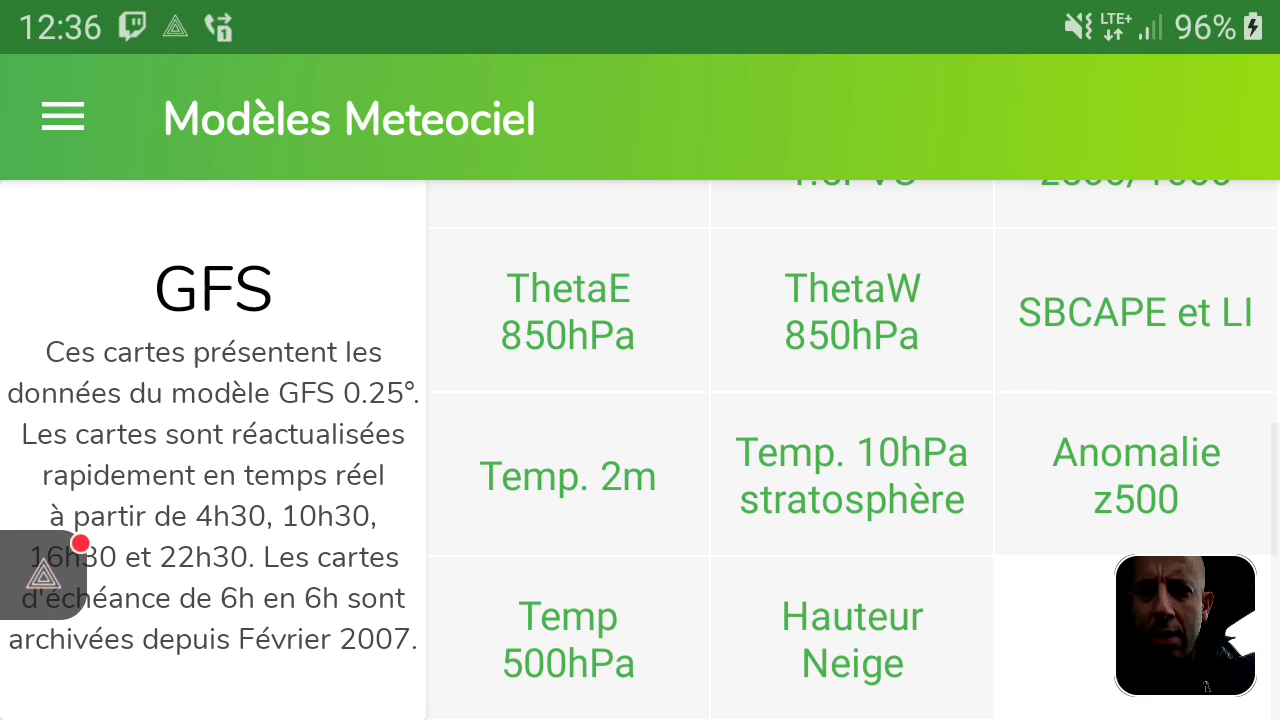 12:36
1
LTE+
96%
Modèles Meteociel
GFS
Ces cartes présentent les
données du modèle GFS 0.25°.
Les cartes sont réactualisées
rapidement en temps réel
à partir de 4h30, 10h30,
16h30 et 22h30. Les cartes
d'échéance de 6h en 6h sont
archivées depuis Février 2007.
ThetaE
850hPa
ThetaW
850hPa
SBCAPE et LI
Temp. 2m
Temp. 10hPa
stratosphère
Anomalie
z500
Temp
500hPa
Hauteur
Neige